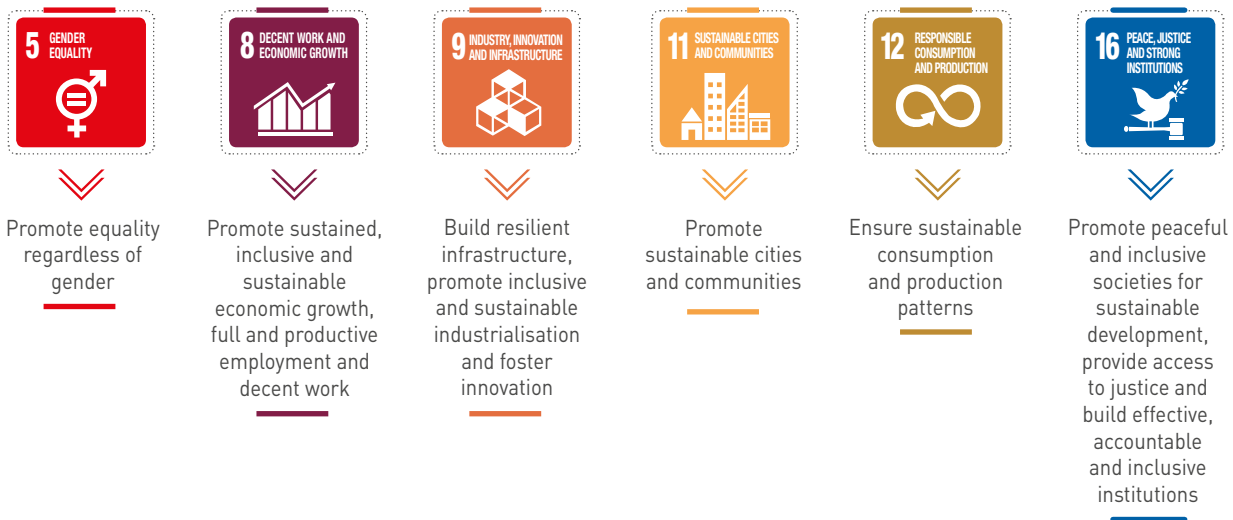 5 GENDER
EQUALITY
Promote equality
regardless of
gender
8 DECENT WORK AND
ECONOMIC GROWTH
Promote sustained,
inclusive and
sustainable
economic growth,
full and productive
employment and
decent work
9 INDUSTRY, INNOVATION
AND INFRASTRUCTURE
Build resilient
infrastructure,
promote inclusive
and sustainable
industrialisation
and foster
innovation
11 SUSTAINABLE CITIES
AND COMMUNITIES
Promote
sustainable cities
and communities
12 RESPONSIBLE
CONSUMPTION
AND PRODUCTION
Ensure sustainable
consumption
and production
patterns
16 PEACE, JUSTICE
AND STRONG
INSTITUTIONS
Promote peaceful
and inclusive
societies for
sustainable
development,
provide access
to justice and
build effective,
accountable
and inclusive
institutions